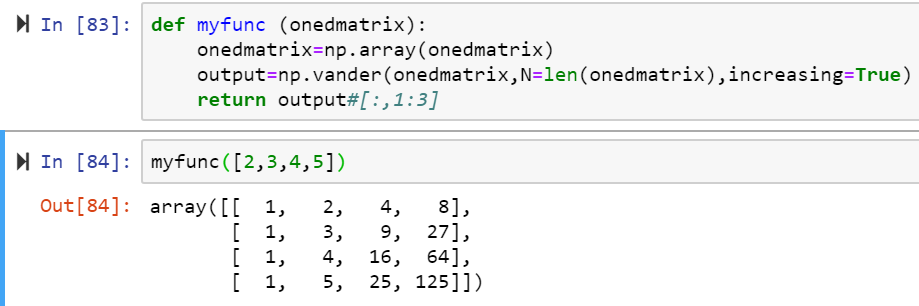 In [83]: def myfunc (onedmatrix):
    onedmatrix=np.array(onedmatrix)
    output=np.vander(onedmatrix,N=len(onedmatrix),increasing=True)
    return output#[:,1:3]
In [84]: myfunc([2,3,4,5])
Out[84]: array([[  1,   2,   4,   8],
       [  1,   3,   9,  27],
       [  1,   4,  16,  64],
       [  1,   5,  25, 125]])